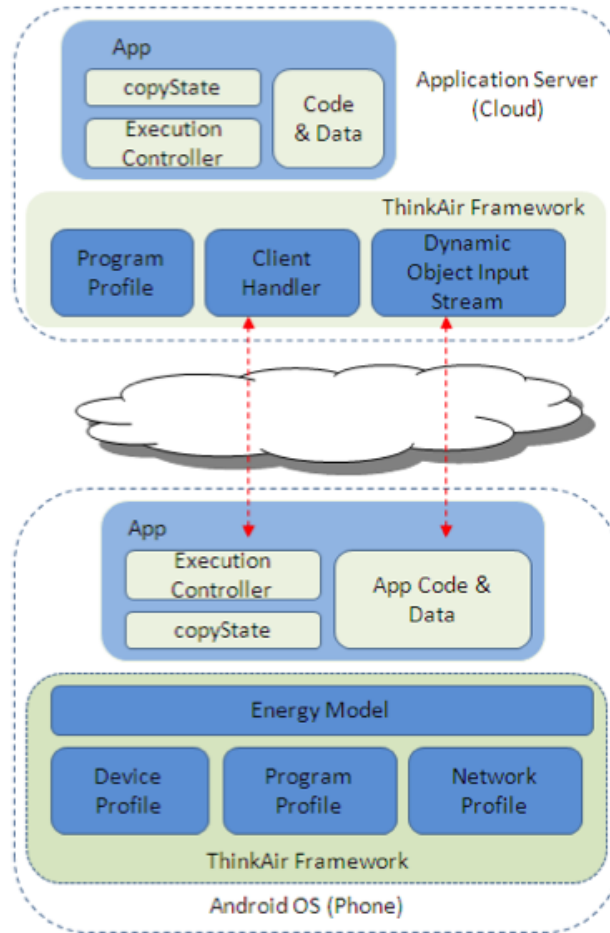 App
copyState
Execution
Controller
Code
& Data
Application Server
(Cloud)
ThinkAir Framework
Program
Profile
Client
Handler
Dynamic
Object Input
Stream
App
Execution
Controller
copyState
App Code &
Data
Energy Model
Device
Profile
Program
Profile
Network
Profile
ThinkAir Framework
Android OS (Phone)